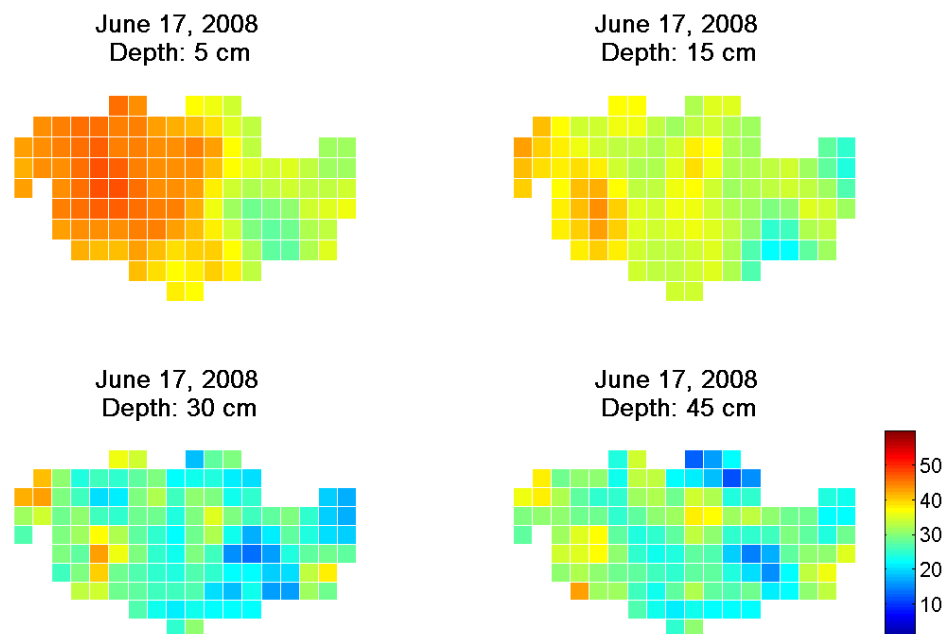 June 17, 2008
Depth: 5 cm
June 17, 2008
Depth: 15 cm
June 17, 2008
Depth: 30 cm
June 17, 2008
Depth: 45 cm
50
40
30
20
10